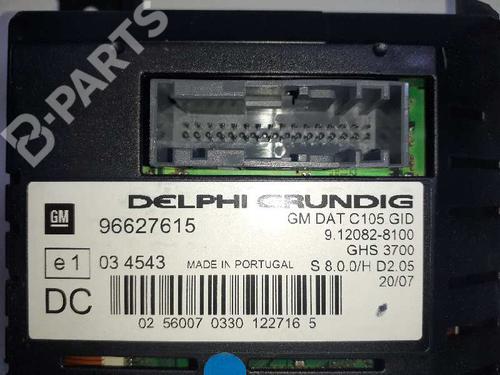 B-PARTS
DELPHI GRUNDIG
GM
96627615
GM DAT C105 GID
9.12082-8100
GHS 3700
e1
03 4543
MADE IN PORTUGAL
S 8.0.0/H D2.05
20/07
DC
02 56007 0330 122716 5